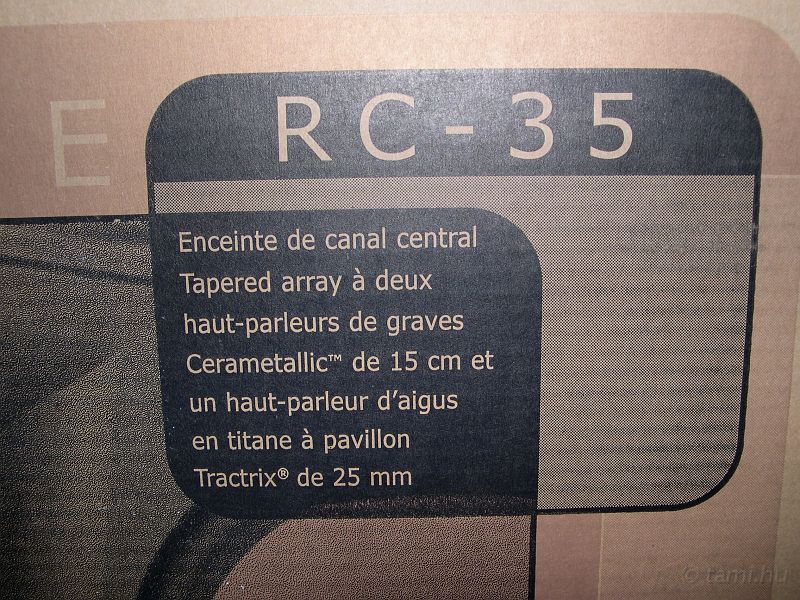 E
RC-35
Enceinte de canal central
Tapered array à deux
haut-parleurs de graves
Cerametallic™ de 15 cm et
un haut-parleur d'aigus
en titane à pavillon
Tractrix® de 25 mm
© tami.hu